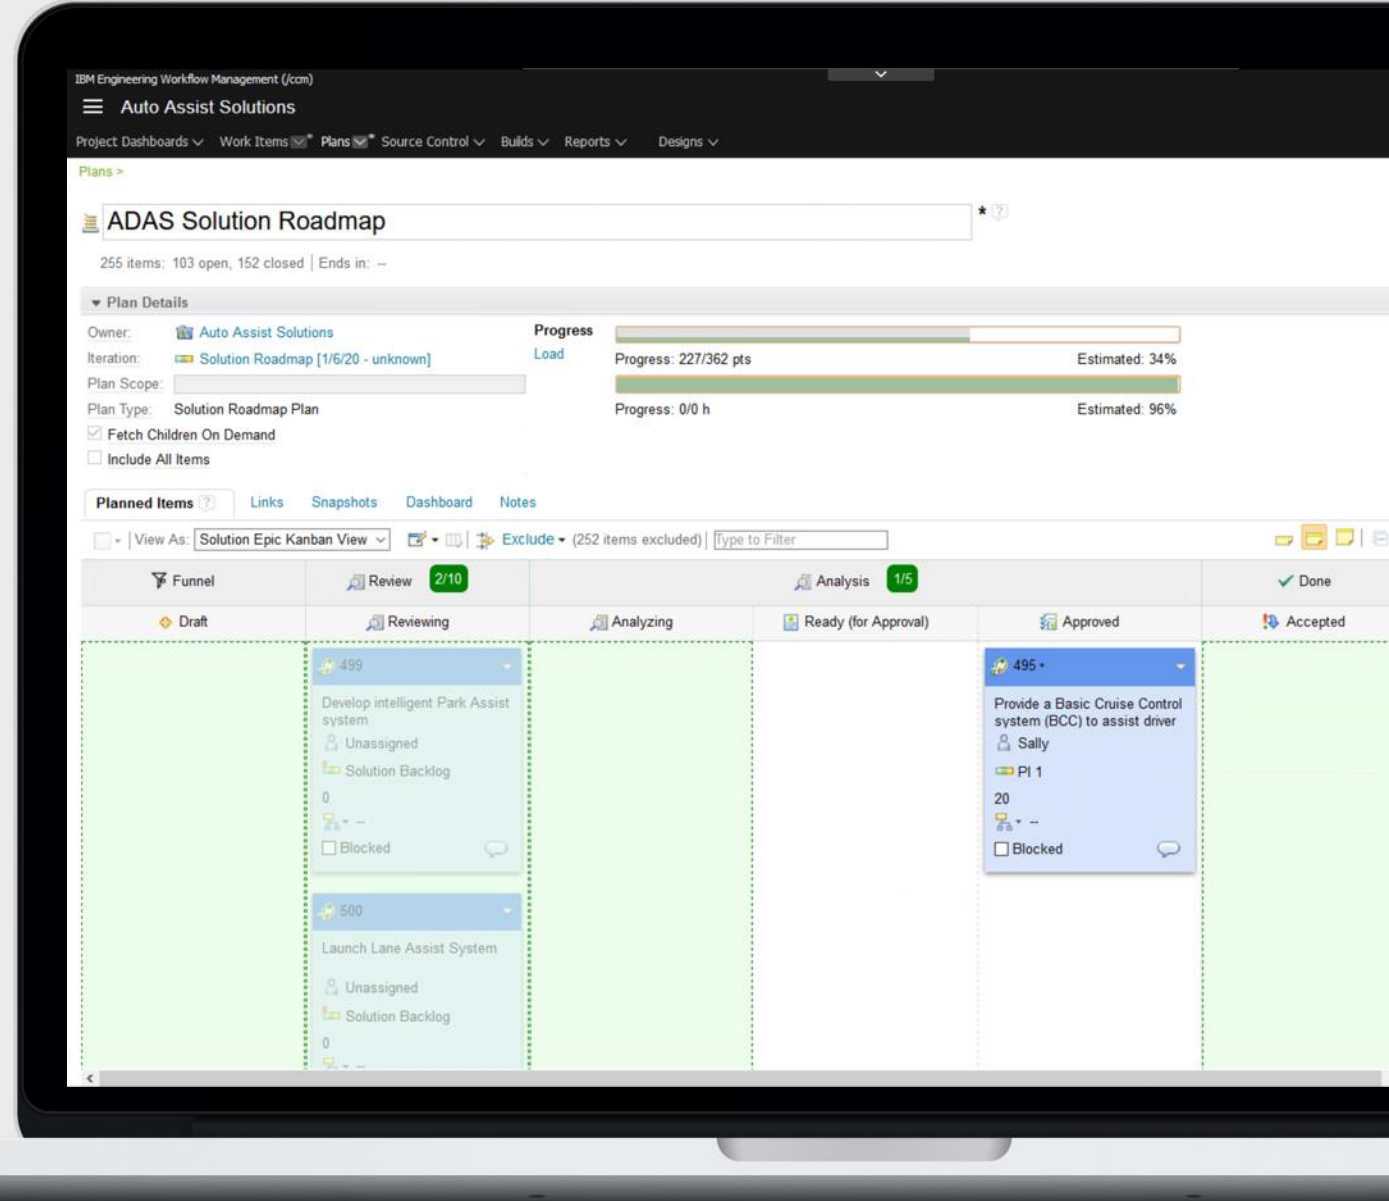 IBM Engineering Workflow Management (/ccm)
Auto Assist Solutions
Project Dashboards Work Items * Plans * Source Control Builds Reports Designs
Plans >
ADAS Solution Roadmap * ?
255 items: 103 open, 152 closed | Ends in: --
Plan Details
Owner: Auto Assist Solutions Progress
Iteration: Solution Roadmap [1/6/20 - unknown] Load Progress: 227/362 pts Estimated: 34%
Plan Scope:
Plan Type: Solution Roadmap Plan Progress: 0/0 h Estimated: 96%
Fetch Children On Demand
Include All Items
Planned Items ? Links Snapshots Dashboard Notes
View As: Solution Epic Kanban View Exclude (252 items excluded) Type to Filter
Funnel Review 2/10 Analysis 1/5 Done
Draft Reviewing Analyzing Ready (for Approval) Approved Accepted
499
Develop intelligent Park Assist
system
Unassigned
Solution Backlog
0
--
Blocked
500
Launch Lane Assist System
Unassigned
Solution Backlog
0
495
Provide a Basic Cruise Control
system (BCC) to assist driver
Sally
PI 1
20
--
Blocked